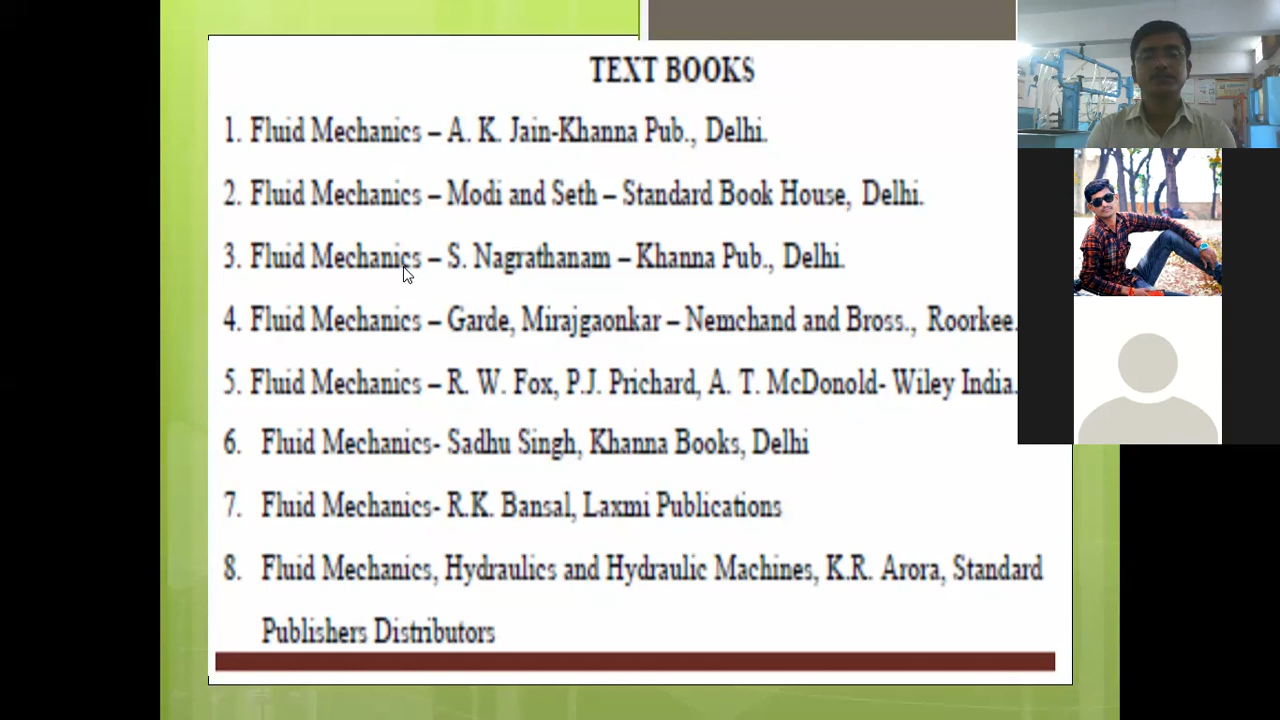 TEXT BOOKS
1. Fluid Mechanics – A. K. Jain-Khanna Pub., Delhi.
2. Fluid Mechanics – Modi and Seth – Standard Book House, Delhi.
3. Fluid Mechanics – S. Nagrathanam – Khanna Pub., Delhi.
4. Fluid Mechanics – Garde, Mirajgaonkar – Nemchand and Bross., Roorkee.
5. Fluid Mechanics – R. W. Fox, P.J. Prichard, A. T. McDonold- Wiley India.
6. Fluid Mechanics- Sadhu Singh, Khanna Books, Delhi
7. Fluid Mechanics- R.K. Bansal, Laxmi Publications
8. Fluid Mechanics, Hydraulics and Hydraulic Machines, K.R. Arora, Standard
Publishers Distributors